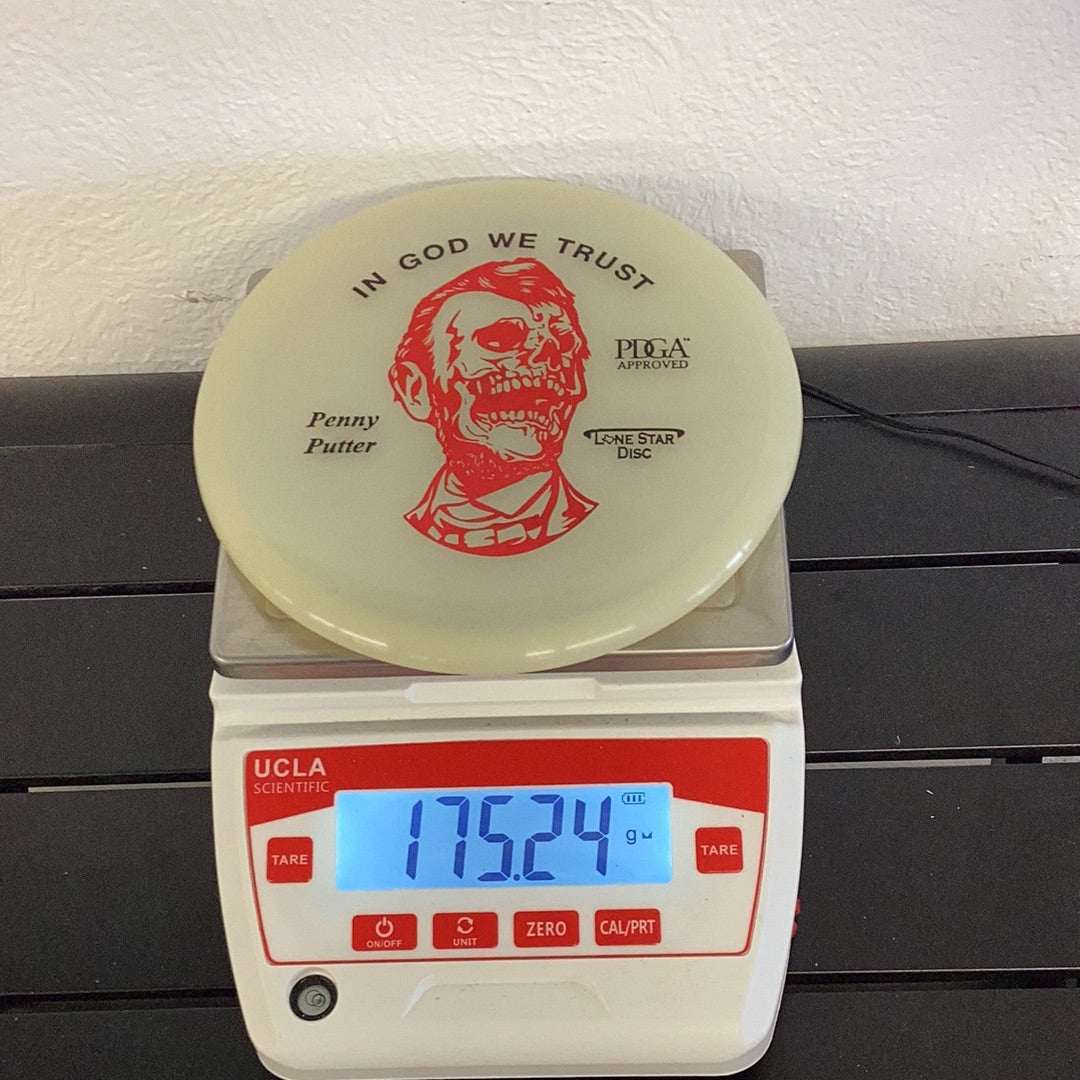 IN GOD WE TRUST
PDGA™
APPROVED
Penny
Putter
LONE STAR
DISC
UCLA
SCIENTIFIC
175.24
g
TARE
TARE
ON/OFF
UNIT
ZERO
CAL/PRT